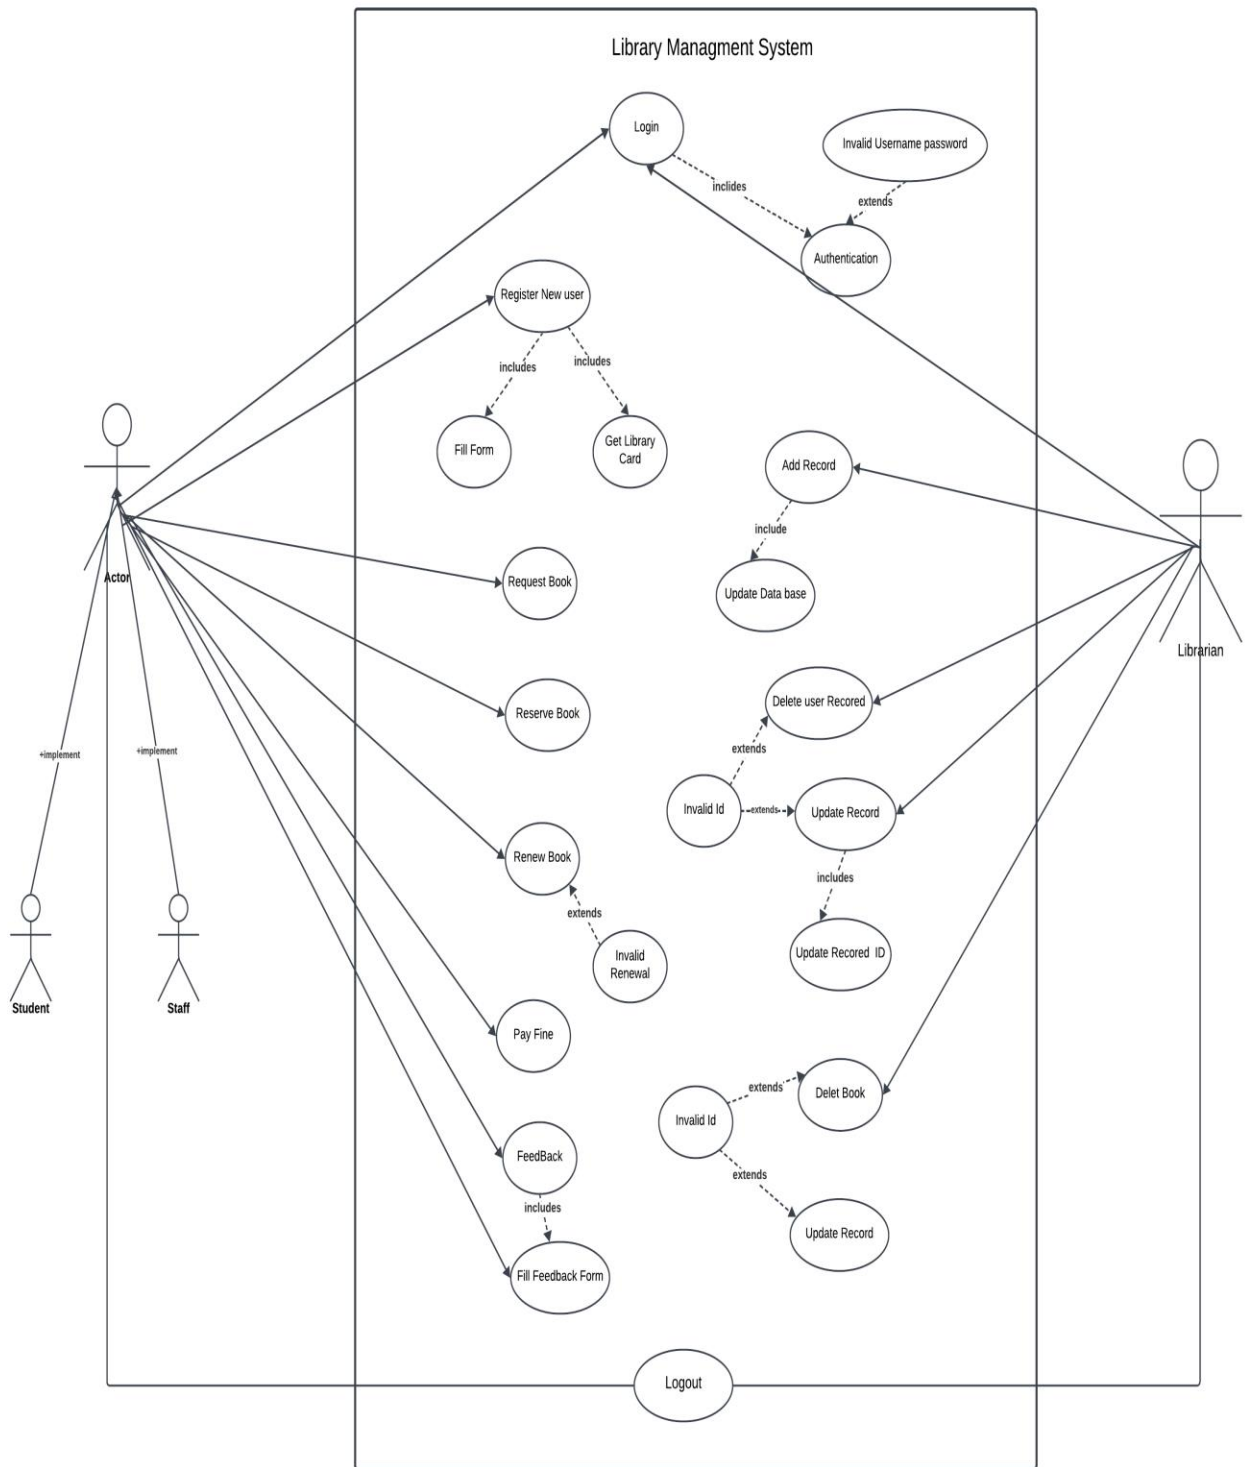 Library Managment System
Login
Invalid Username password
inclides
extends
Authentication
Register New user
includes
includes
Fill Form
Get Library
Card
Add Record
include
Request Book
Update Data base
Actor
Librarian
Reserve Book
Delete user Recored
+implement
+implement
extends
Invalid Id
extends
Update Record
Renew Book
includes
extends
Invalid
Renewal
Update Recored  ID
Student
Staff
Pay Fine
extends
Delet Book
Invalid Id
FeedBack
extends
includes
Update Record
Fill Feedback Form
Logout